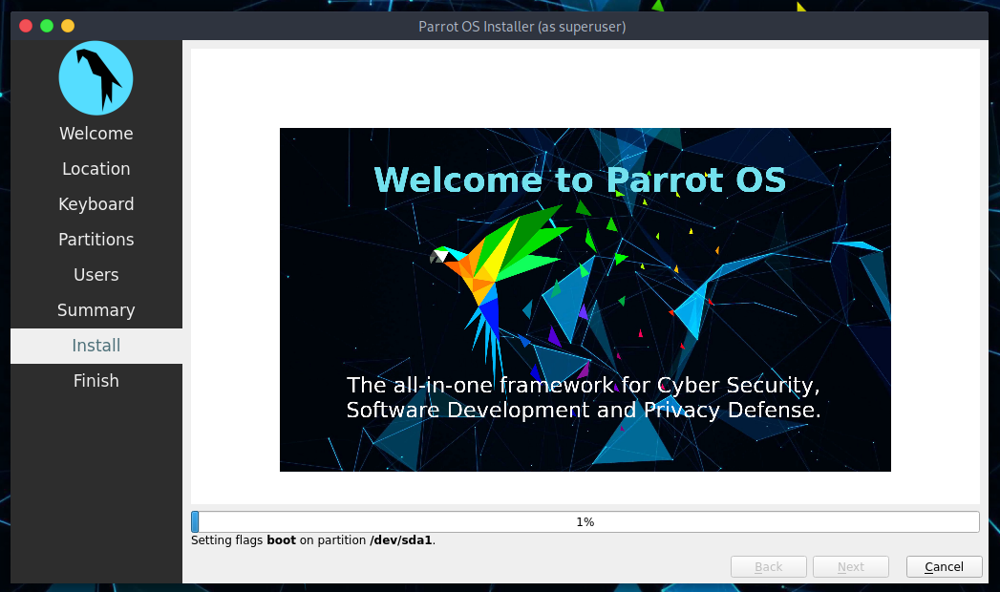 Parrot OS Installer (as superuser)
Welcome
Location
Keyboard
Partitions
Users
Summary
Install
Finish
Welcome to Parrot OS
The all-in-one framework for Cyber Security,
Software Development and Privacy Defense.
1%
Setting flags boot on partition /dev/sda1.
Back
Next
Cancel